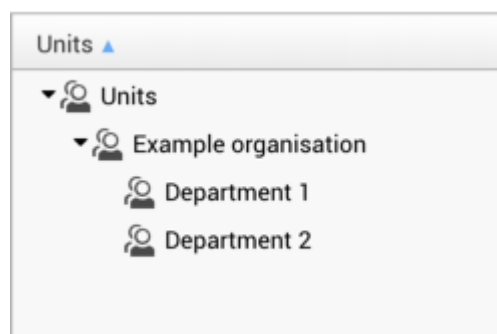 Units
Units
Example organisation
Department 1
Department 2